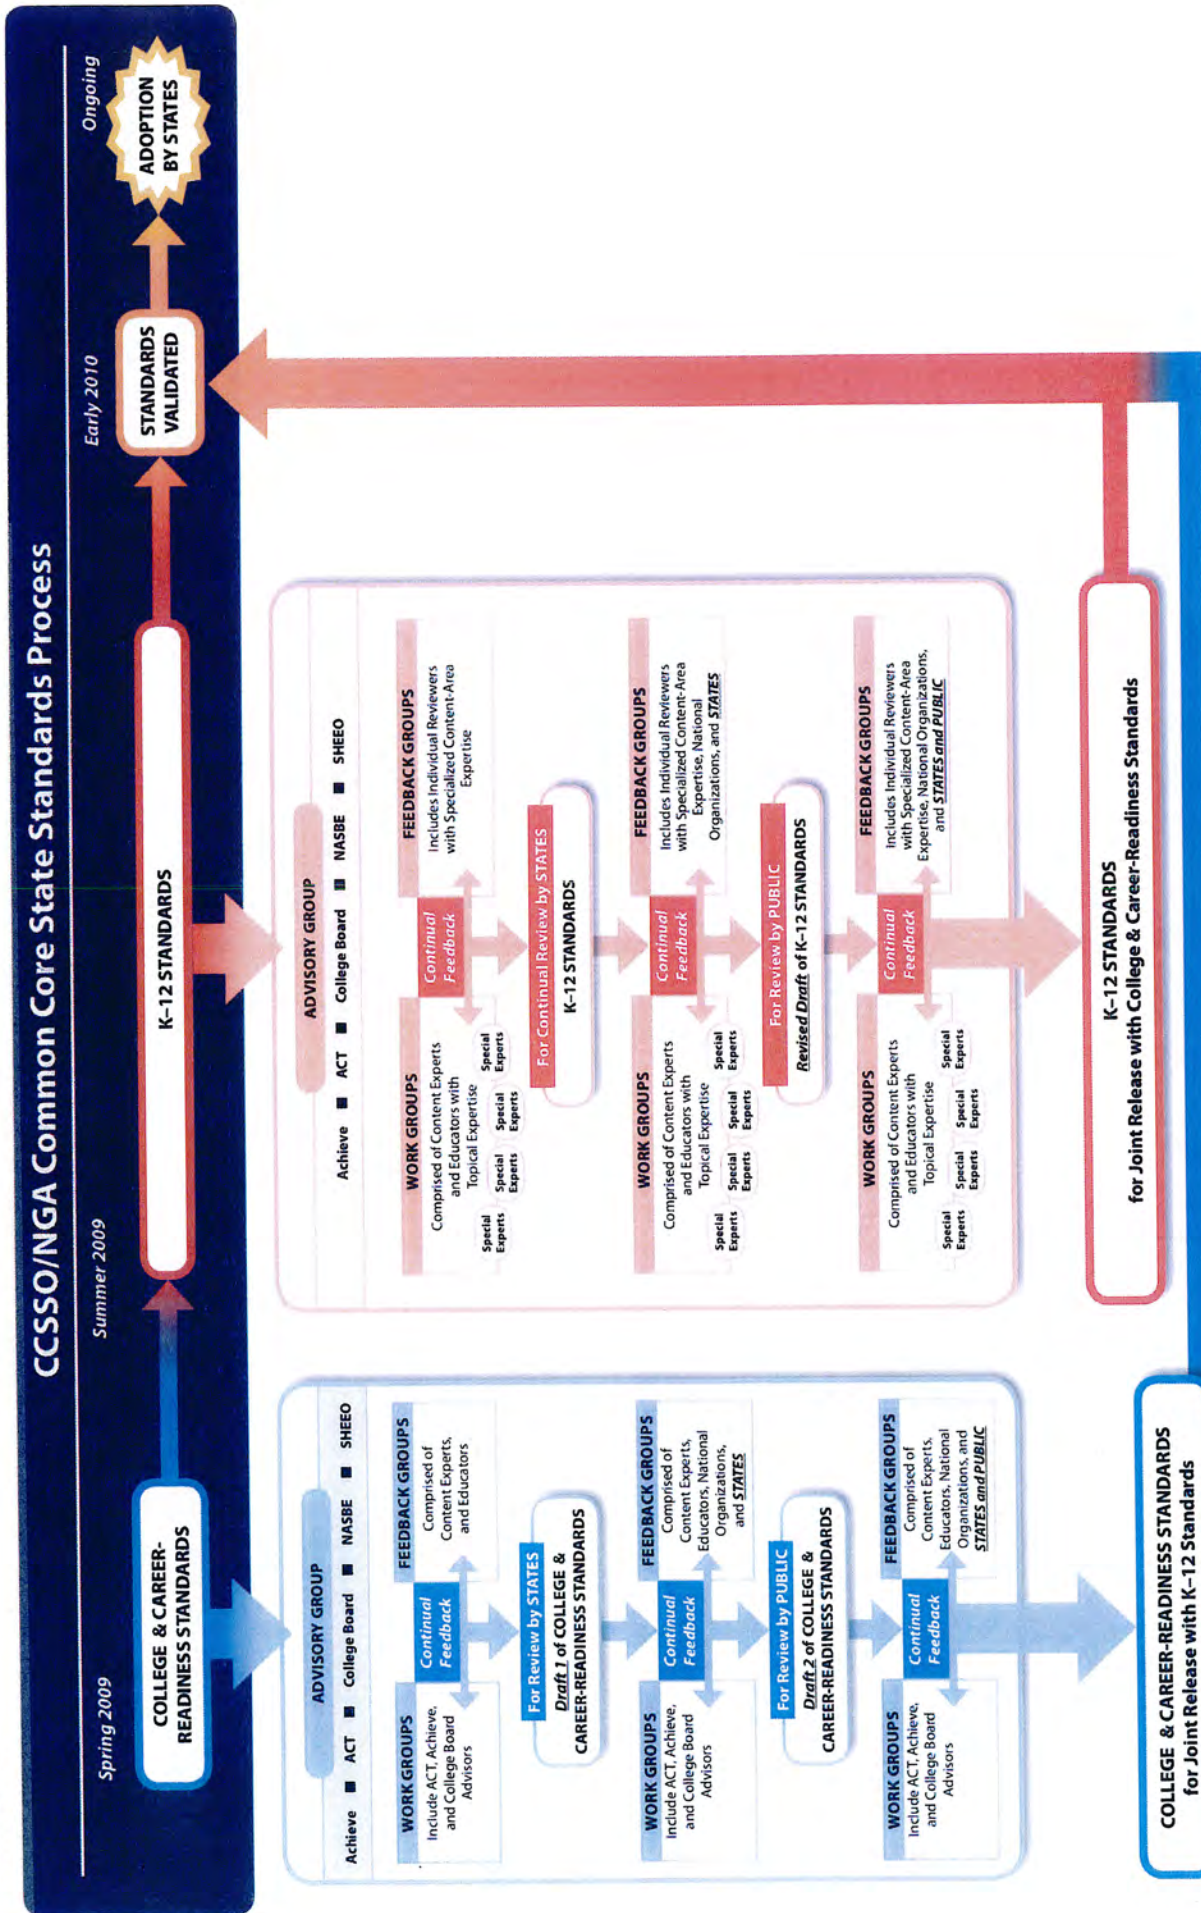 CCSSO/NGA Common Core State Standards Process
Spring 2009
Summer 2009
Early 2010
Ongoing
COLLEGE & CAREER-
READINESS STANDARDS
K–12 STANDARDS
STANDARDS
VALIDATED
ADOPTION
BY STATES
ADVISORY GROUP
Achieve ■ ACT ■ College Board ■ NASBE ■ SHEEO
WORK GROUPS
Include ACT, Achieve,
and College Board
Advisors
Continual
Feedback
FEEDBACK GROUPS
Comprised of
Content Experts,
and Educators
For Review by STATES
Draft 1 of COLLEGE &
CAREER-READINESS STANDARDS
WORK GROUPS
Include ACT, Achieve,
and College Board
Advisors
Continual
Feedback
FEEDBACK GROUPS
Comprised of
Content Experts,
Educators, National
Organizations,
and STATES
For Review by PUBLIC
Draft 2 of COLLEGE &
CAREER-READINESS STANDARDS
WORK GROUPS
Include ACT, Achieve,
and College Board
Advisors
Continual
Feedback
FEEDBACK GROUPS
Comprised of
Content Experts,
Educators, National
Organizations, and
STATES and PUBLIC
COLLEGE & CAREER-READINESS STANDARDS
for Joint Release with K–12 Standards
ADVISORY GROUP
Achieve ■ ACT ■ College Board ■ NASBE ■ SHEEO
WORK GROUPS
Comprised of Content Experts
and Educators with
Topical Expertise
Special
Experts
Special
Experts
Special
Experts
Special
Experts
Continual
Feedback
FEEDBACK GROUPS
Includes Individual Reviewers
with Specialized Content-Area
Expertise
For Continual Review by STATES
K–12 STANDARDS
WORK GROUPS
Comprised of Content Experts
and Educators with
Topical Expertise
Special
Experts
Special
Experts
Special
Experts
Special
Experts
Continual
Feedback
FEEDBACK GROUPS
Includes Individual Reviewers
with Specialized Content-Area
Expertise, National
Organizations, and STATES
For Review by PUBLIC
Revised Draft of K–12 STANDARDS
WORK GROUPS
Comprised of Content Experts
and Educators with
Topical Expertise
Special
Experts
Special
Experts
Special
Experts
Special
Experts
Continual
Feedback
FEEDBACK GROUPS
Includes Individual Reviewers
with Specialized Content-Area
Expertise, National Organizations,
and STATES and PUBLIC
K–12 STANDARDS
for Joint Release with College & Career-Readiness Standards